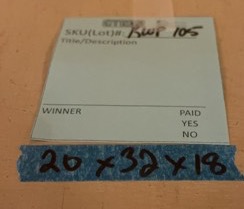 SKU(Lot)#: RWP 105
Title/Description
WINNER PAID
YES
NO
20 x 32 x 18